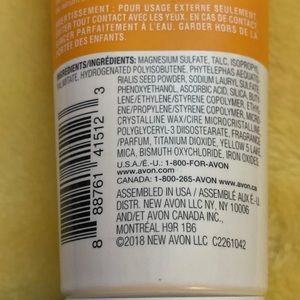 AVERTISSEMENT : POUR USAGE EXTERNE SEULEMENT
AVEC LES YEUX. EN CAS DE CONTACT
PARFAITEMENT À L'EAU. GARDER HORS DE LA
PORTÉE DES ENFANTS.
INGREDIENTS/INGRÉDIENTS: MAGNESIUM SULFATE, TALC, ISOPROPYL
PALMITATE, HYDROGENATED POLYISOBUTENE, PHYTELEPHAS AEQUATO
RIALIS SEED POWDER, SODIUM LAURYL SULFATE
PHENOXYETHANOL, ASCORBIC ACID, SILICA, BUTY
LENE/ETHYLENE/STYRENE COPOLYMER, ETHYL
ENE/PROPYLENE/STYRENE COPOLYMER, MICRO
CRYSTALLINE WAX/CIRE MICROCRISTALLINE
POLYGLYCERYL-3 DIISOSTEARATE, FRAGRANCE
/PARFUM, TITANIUM DIOXIDE, YELLOW 5 LAKE
MICA, BISMUTH OXYCHLORIDE, IRON OXIDES
U.S.A./É.-U.: 1-800-FOR-AVON
www.avon.com
CANADA: 1-800-265-AVON www.avon.ca
ASSEMBLED IN USA / ASSEMBLÉ AUX É.-U.
DISTR. NEW AVON LLC NY, NY 10006
AND/ET AVON CANADA INC.,
MONTRÉAL H9R 1B6
©2018 NEW AVON LLC C2261042
8 88761 41512 3